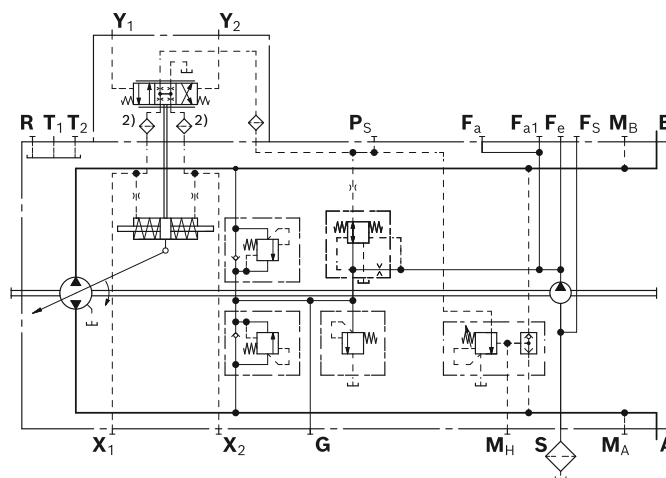 Y1 Y2
2) 2)
R T1 T2 PS Fa Fa1 Fe FS MB B
X1 X2 G MH S MA A